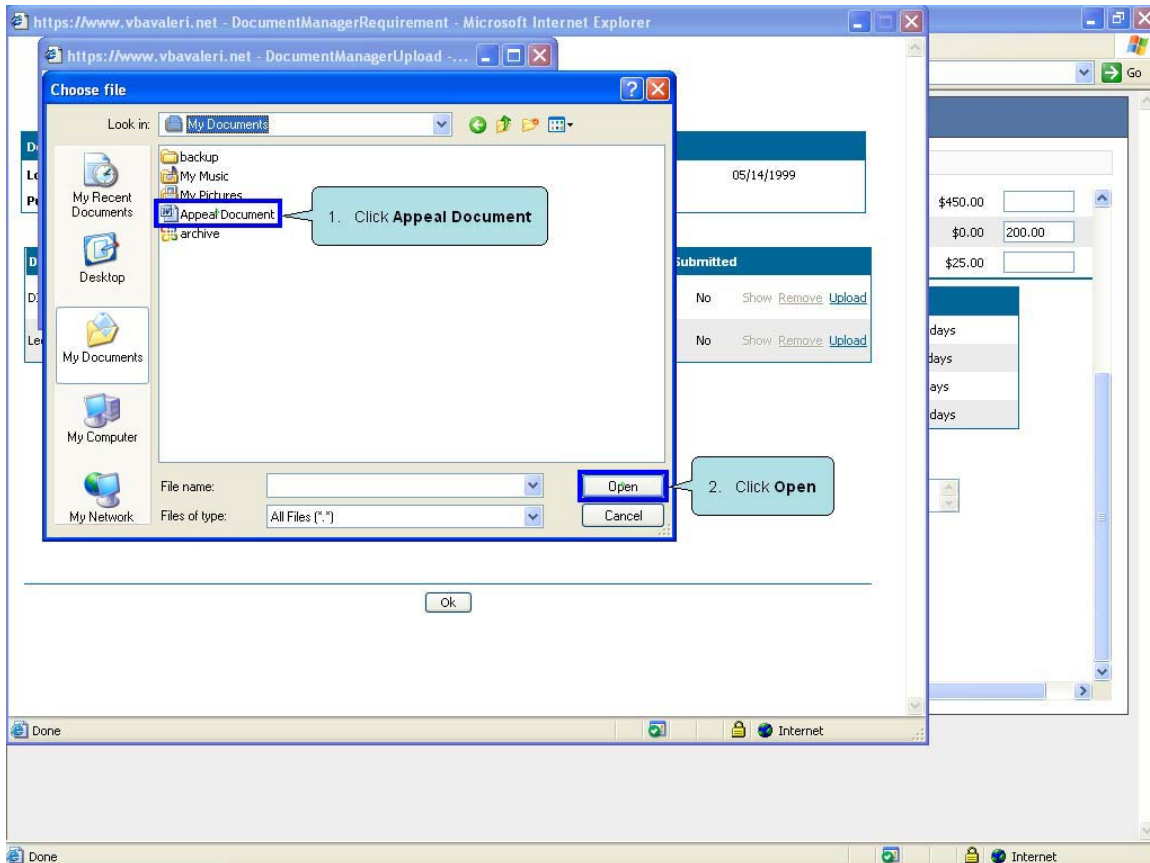 https://www.vbavaleri.net - DocumentManagerRequirement - Microsoft Internet Explorer
https://www.vbavaleri.net - DocumentManagerUpload -...
Go
Choose file
Look in: My Documents
My Recent Documents
Desktop
My Documents
My Computer
My Network
backup
My Music
My Pictures
Appeal Document
archive
1. Click Appeal Document
File name:
Open
2. Click Open
Files of type: All Files (*.*)
Cancel
05/14/1999
Submitted
No Show Remove Upload
No Show Remove Upload
$450.00
$0.00 200.00
$25.00
days
days
ays
days
Ok
Done Internet
Done Internet